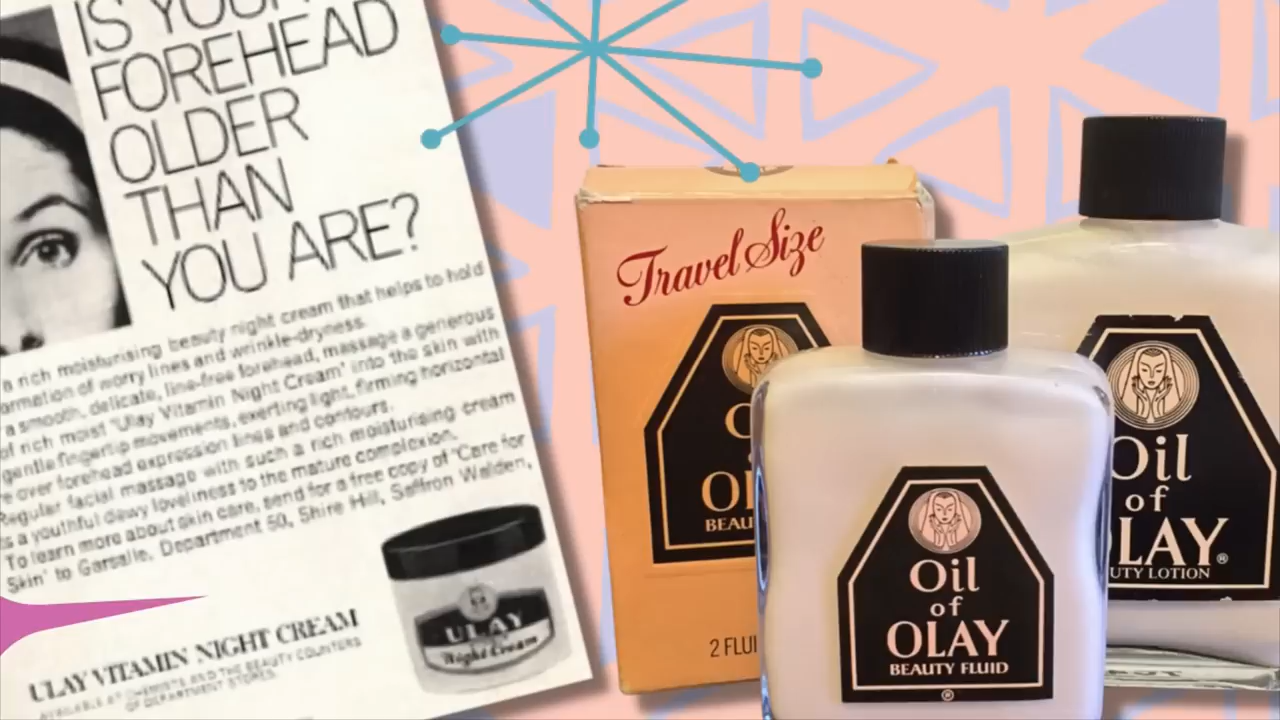 IS YOUR
FOREHEAD
OLDER
THAN
YOU ARE?
a rich moisturising beauty night cream that helps to hold
formation of worry lines and wrinkle-dryness.
a smooth, delicate, line-free forehead, massage a generous
of rich moist "Ulay Vitamin Night Cream" into the skin with
gentle fingertip movements, exerting light, firming horizontal
over forehead expression lines and contours.
Regular facial massage with such a rich moisturising cream
s a youthful dewy loveliness to the mature complexion.
To learn more about skin care, send for a free copy of "Care for
Skin" to Garsalle, Department 50, Shire Hill, Saffron Walden,
ULAY VITAMIN NIGHT CREAM
AVAILABLE AT CHEMISTS AND THE BEAUTY COUNTERS
OF DEPARTMENT STORES.
ULAY
Night Cream
Travel Size
O
OL
BEAU
2 FLUI
Oil
of
OLAY
BEAUTY FLUID
®
Oil
of
OLAY®
UTY LOTION